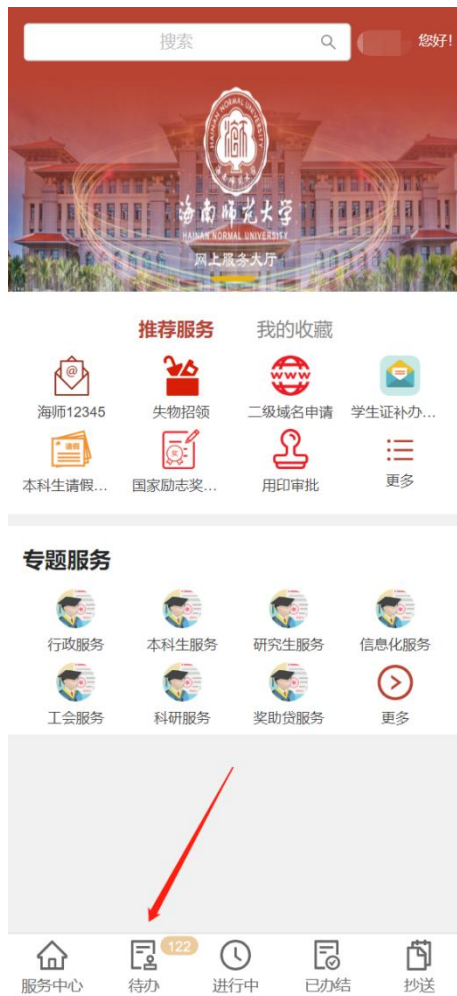 搜索
您好!
HAINAN NORMAL UNIVERSITY
海南师范大学
HAINAN NORMAL UNIVERSITY
网上服务大厅
推荐服务 我的收藏
海师12345 失物招领 二级域名申请 学生证补办...
本科生请假... 国家励志奖... 用印审批 更多
专题服务
行政服务 本科生服务 研究生服务 信息化服务
工会服务 科研服务 奖助贷服务 更多
122
服务中心 待办 进行中 已办结 抄送